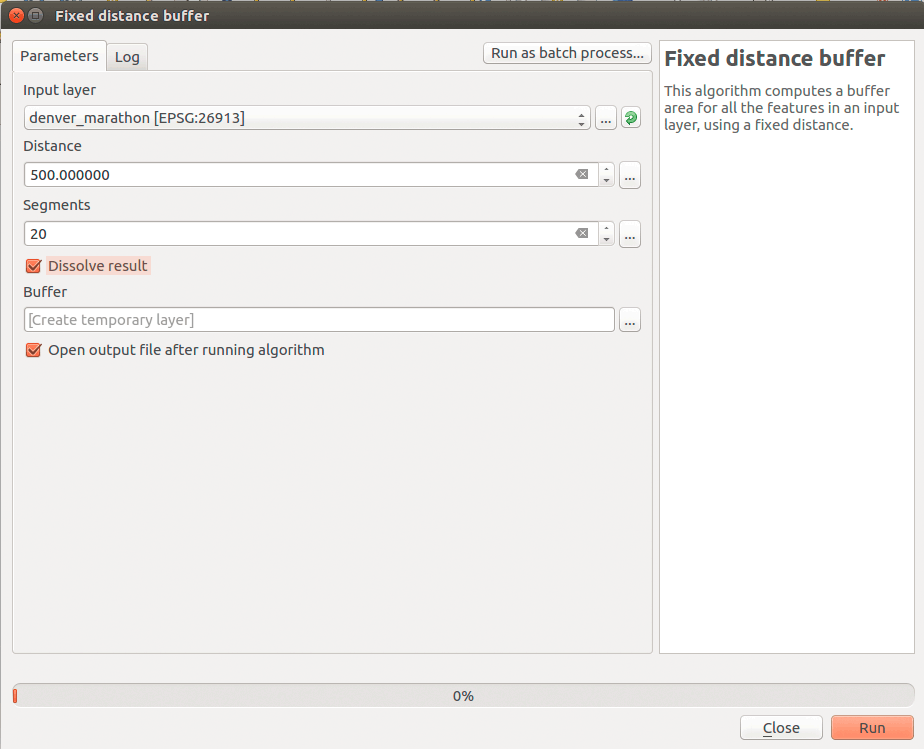 Fixed distance buffer
Parameters
Log
Run as batch process...
Input layer
denver_marathon [EPSG:26913]
...
Distance
500.000000
...
Segments
20
...
Dissolve result
Buffer
[Create temporary layer]
...
Open output file after running algorithm
Fixed distance buffer
This algorithm computes a buffer
area for all the features in an input
layer, using a fixed distance.
0%
Close
Run